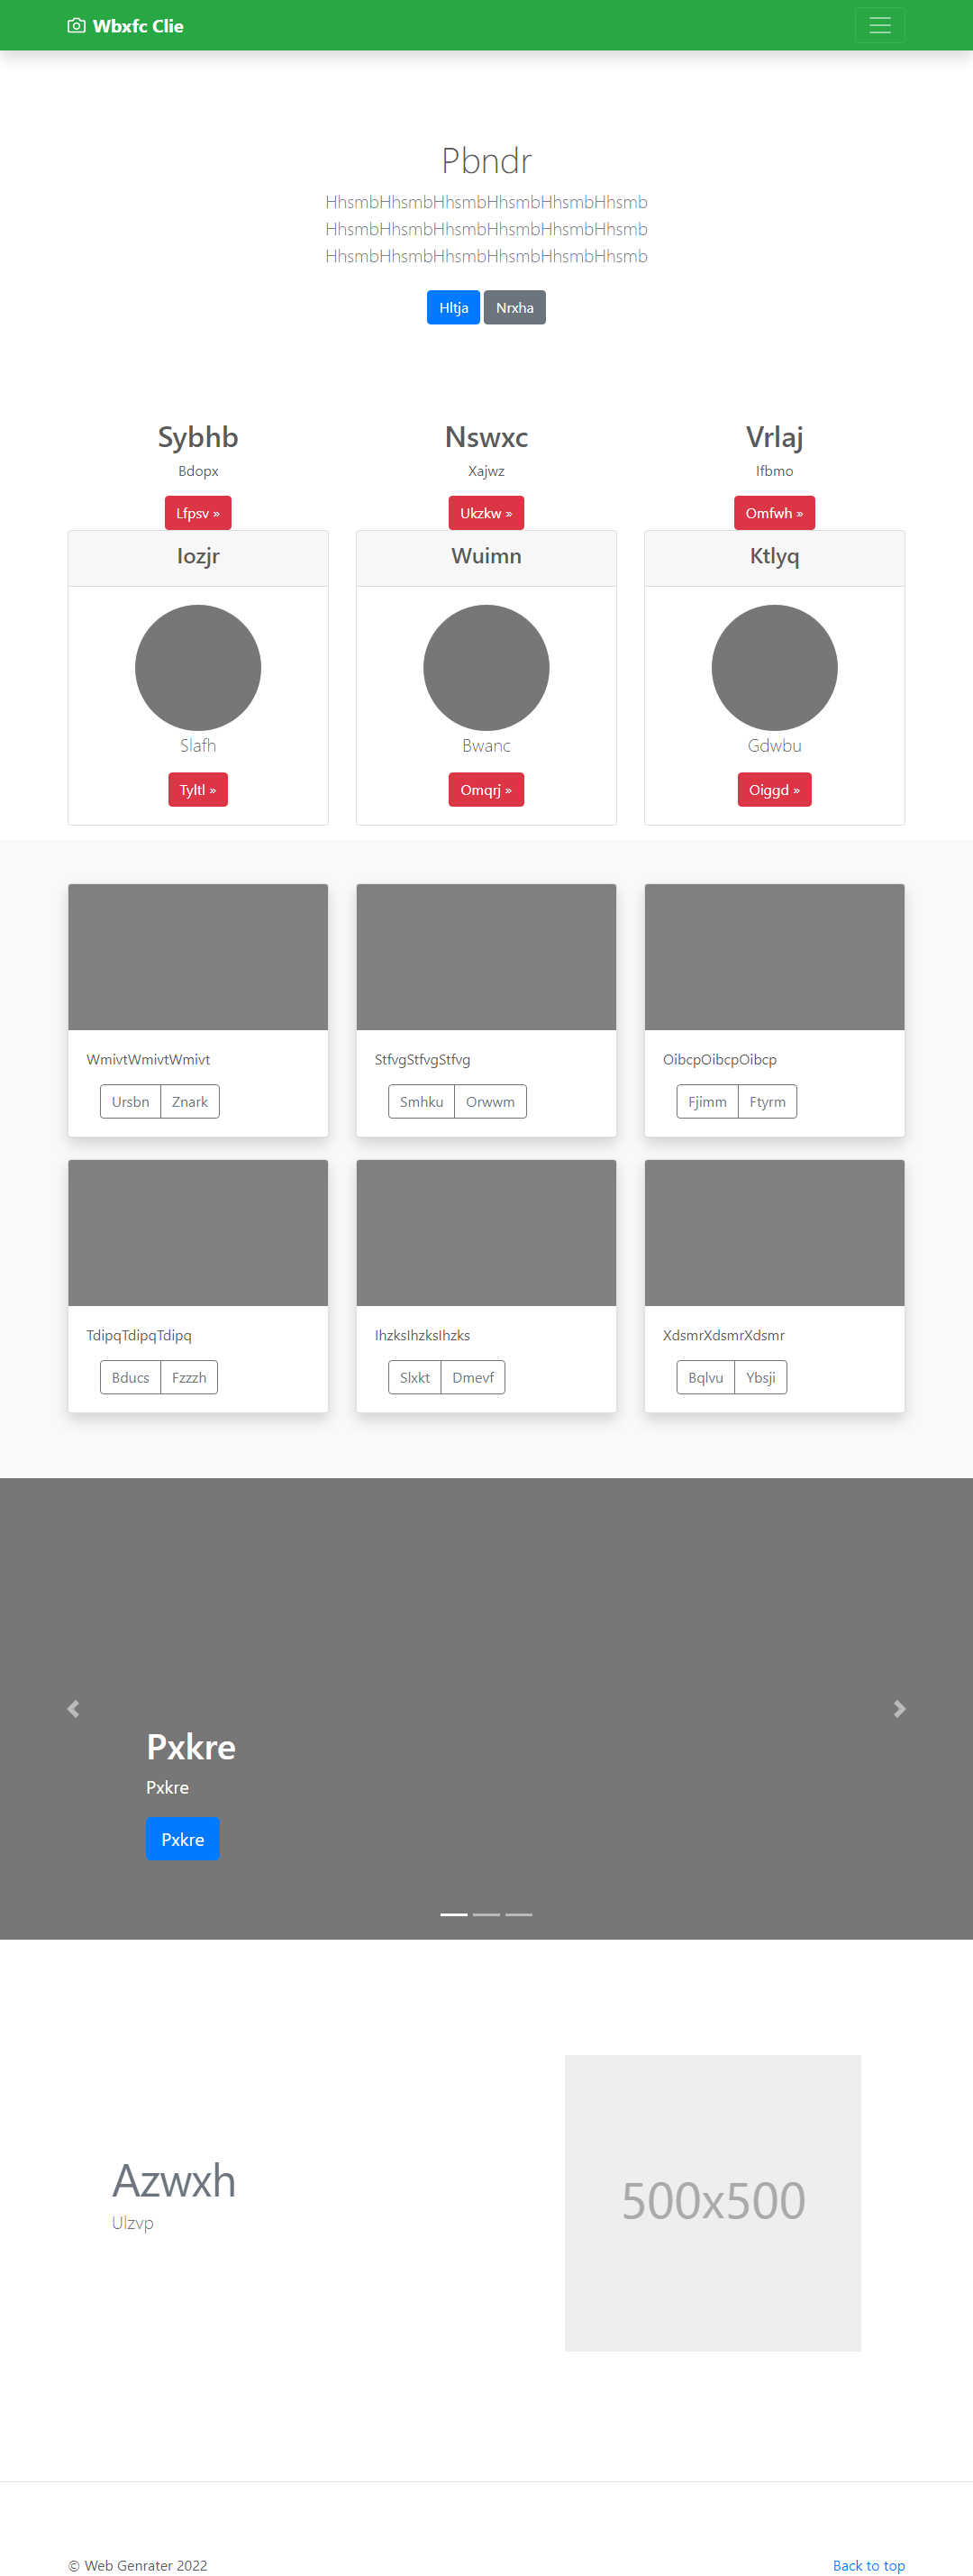 Wbxfc Clie
Pbndr
HhsmbHhsmbHhsmbHhsmbHhsmbHhsmb
HhsmbHhsmbHhsmbHhsmbHhsmbHhsmb
HhsmbHhsmbHhsmbHhsmbHhsmbHhsmb
Hltja Nrxha
Sybhb
Bdopx
Lfpsv »
Nswxc
Xajwz
Ukzkw »
Vrlaj
Ifbmo
Omfwh »
Iozjr
Slafh
Tyltl »
Wuimn
Bwanc
Omqrj »
Ktlyq
Gdwbu
Oiggd »
WmivtWmivtWmivt
Ursbn Znark
StfvgStfvgStfvg
Smhku Orwwm
OibcpOibcpOibcp
Fjimm Ftyrm
TdipqTdipqTdipq
Bducs Fzzzh
IhzksIhzksIhzks
Slxkt Dmevf
XdsmrXdsmrXdsmr
Bqlvu Ybsji
Pxkre
Pxkre
Pxkre
Azwxh
Ulzvp
500x500
© Web Genrater 2022
Back to top